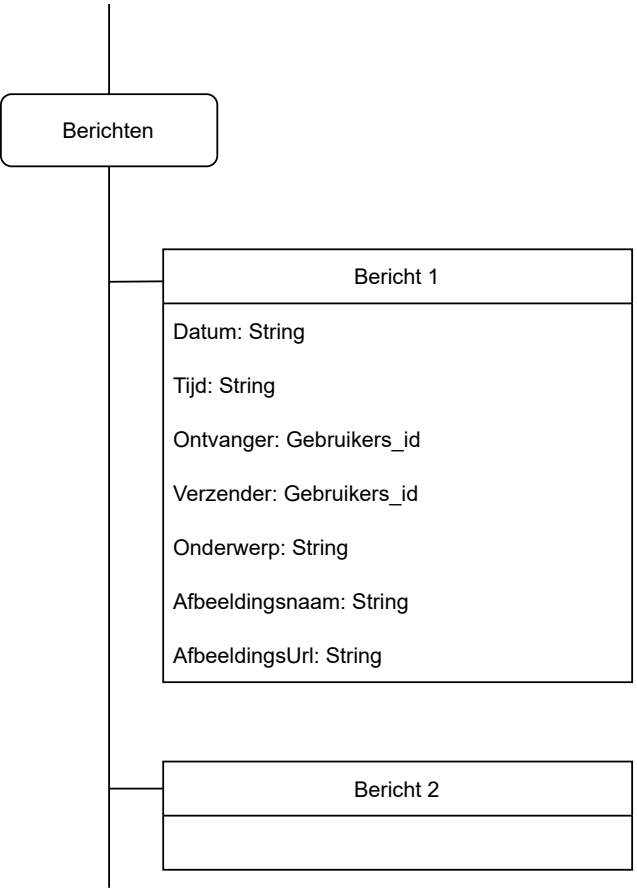 Berichten
Bericht 1
Datum: String
Tijd: String
Ontvanger: Gebruikers_id
Verzender: Gebruikers_id
Onderwerp: String
Afbeeldingsnaam: String
AfbeeldingsUrl: String
Bericht 2